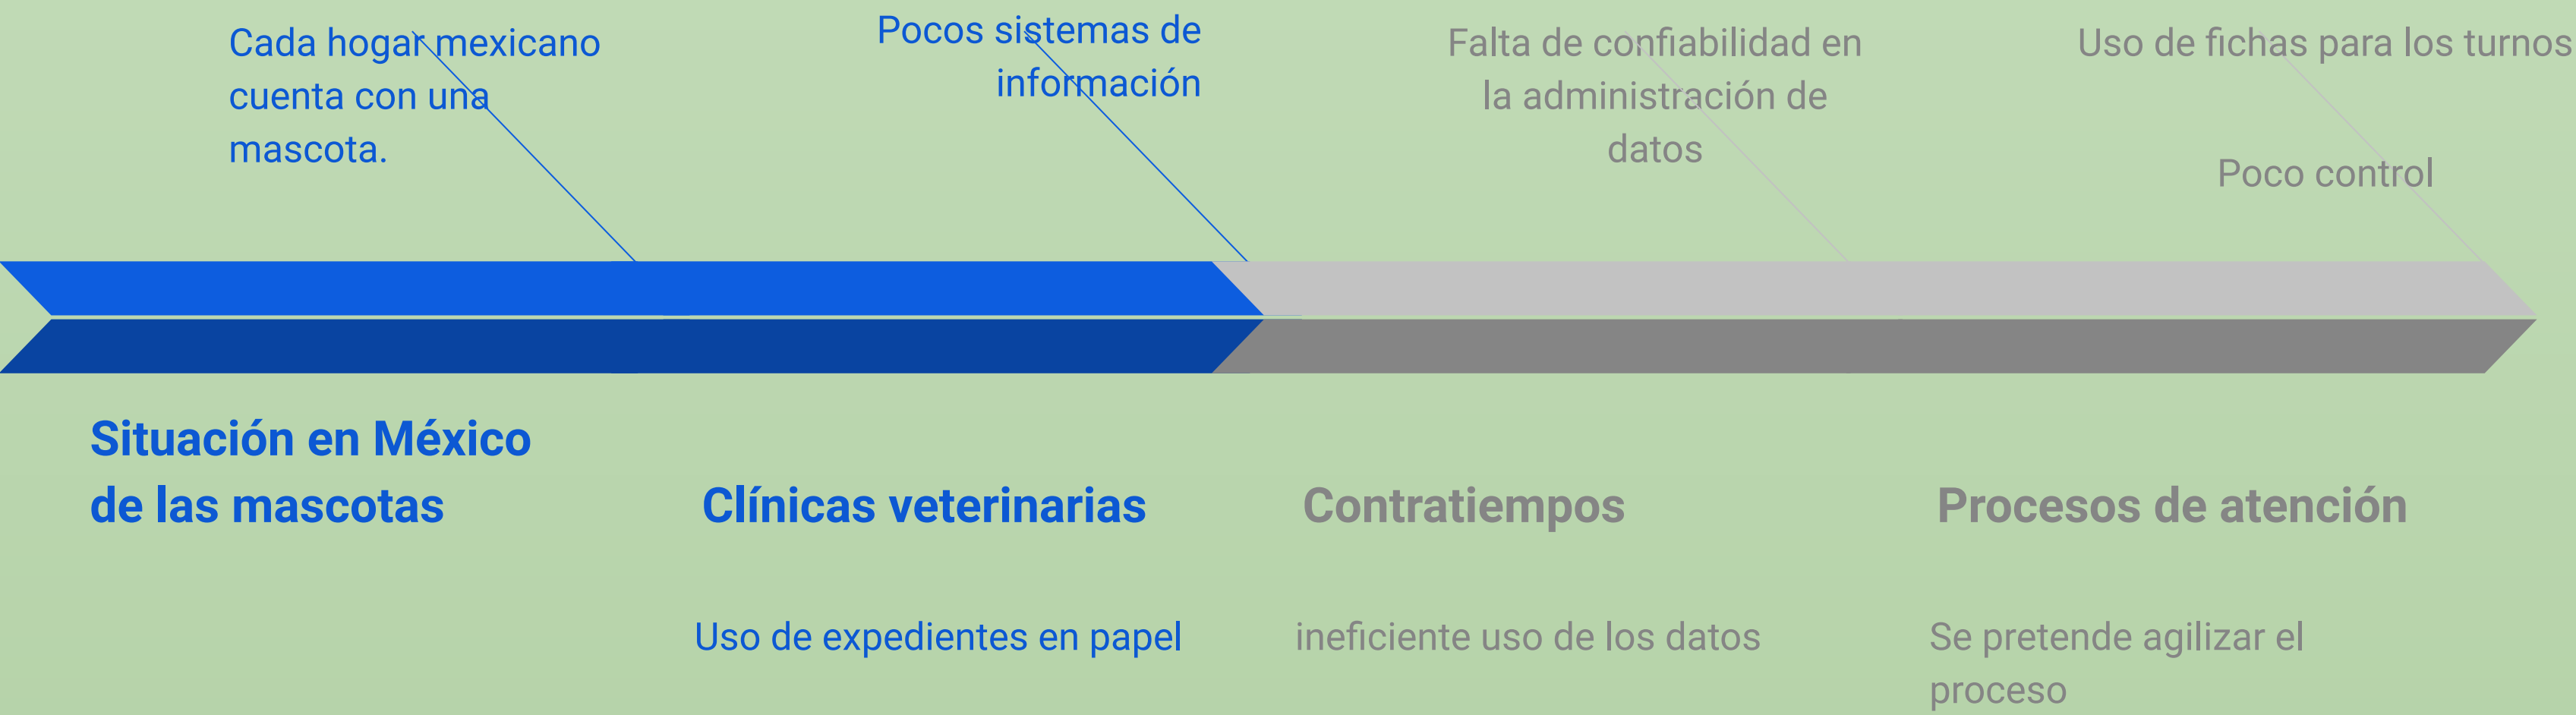 Cada hogar mexicano
cuenta con una
mascota.
Pocos sistemas de
información
Falta de confiabilidad en
la administración de
datos
Uso de fichas para los turnos
Poco control
Situación en México
de las mascotas
Clínicas veterinarias
Contratiempos
Procesos de atención
Uso de expedientes en papel
ineficiente uso de los datos
Se pretende agilizar el
proceso